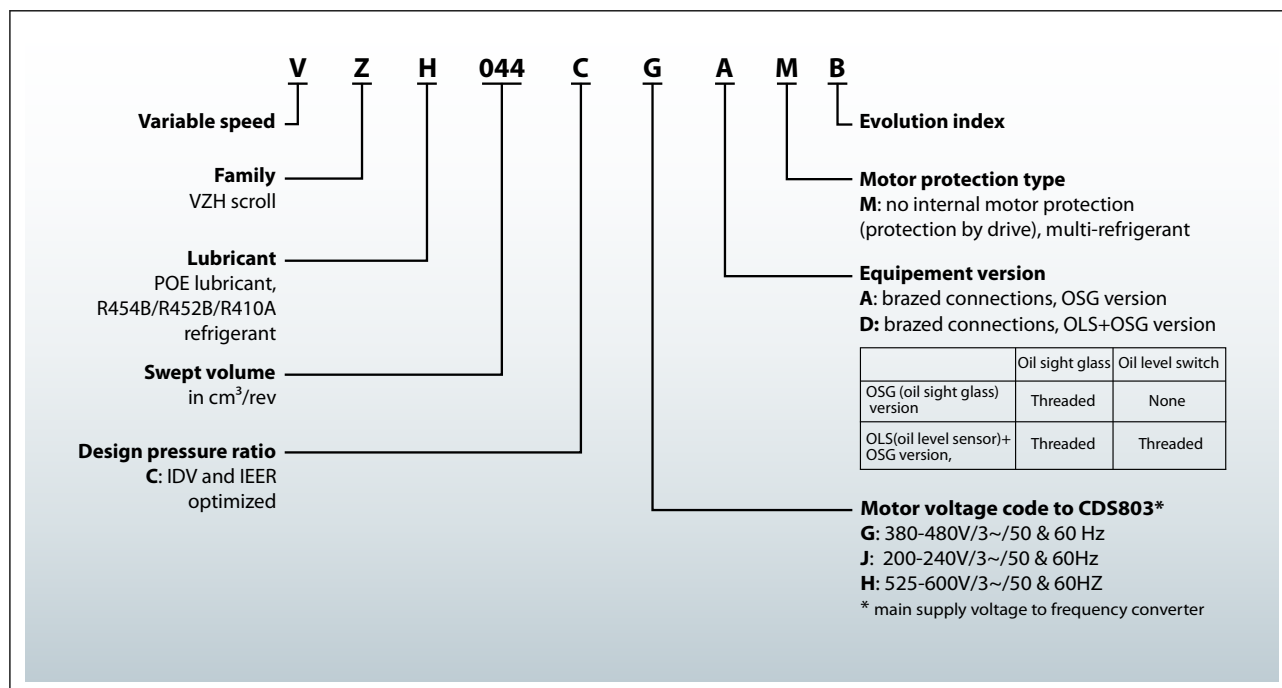 V Z H 044 C G A M B
Variable speed
Family
VZH scroll
Lubricant
POE lubricant,
R454B/R452B/R410A
refrigerant
Swept volume
in cm³/rev
Design pressure ratio
C: IDV and IEER
optimized
Evolution index
Motor protection type
M: no internal motor protection
(protection by drive), multi-refrigerant
Equipement version
A: brazed connections, OSG version
D: brazed connections, OLS+OSG version
Oil sight glass Oil level switch
OSG (oil sight glass)
version
Threaded None
OLS(oil level sensor)+
OSG version,
Threaded Threaded
Motor voltage code to CDS803*
G: 380-480V/3~/50 & 60 Hz
J: 200-240V/3~/50 & 60Hz
H: 525-600V/3~/50 & 60HZ
* main supply voltage to frequency converter